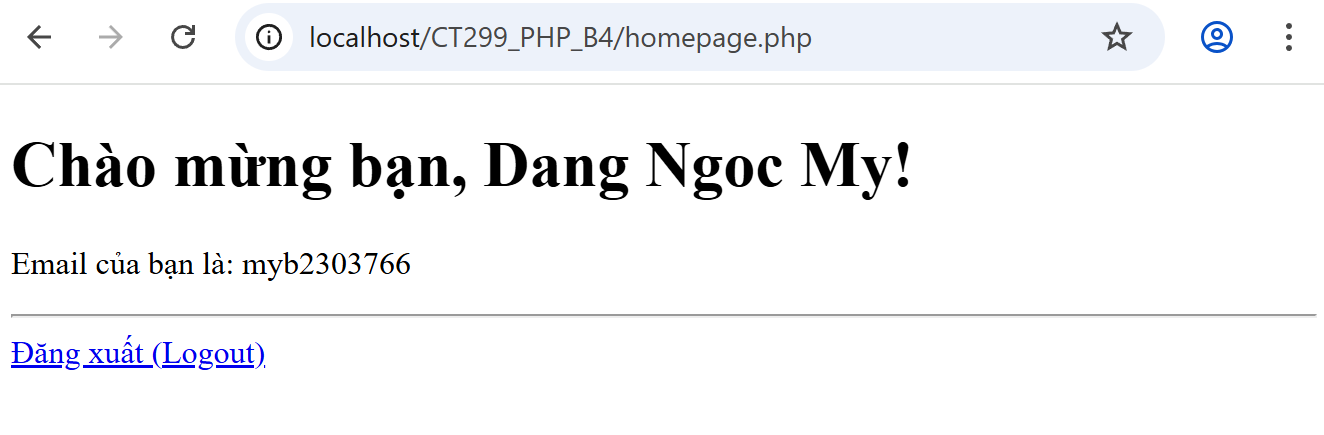 localhost/CT299_PHP_B4/homepage.php
Chào mừng bạn, Dang Ngoc My!
Email của bạn là: myb2303766
Đăng xuất (Logout)